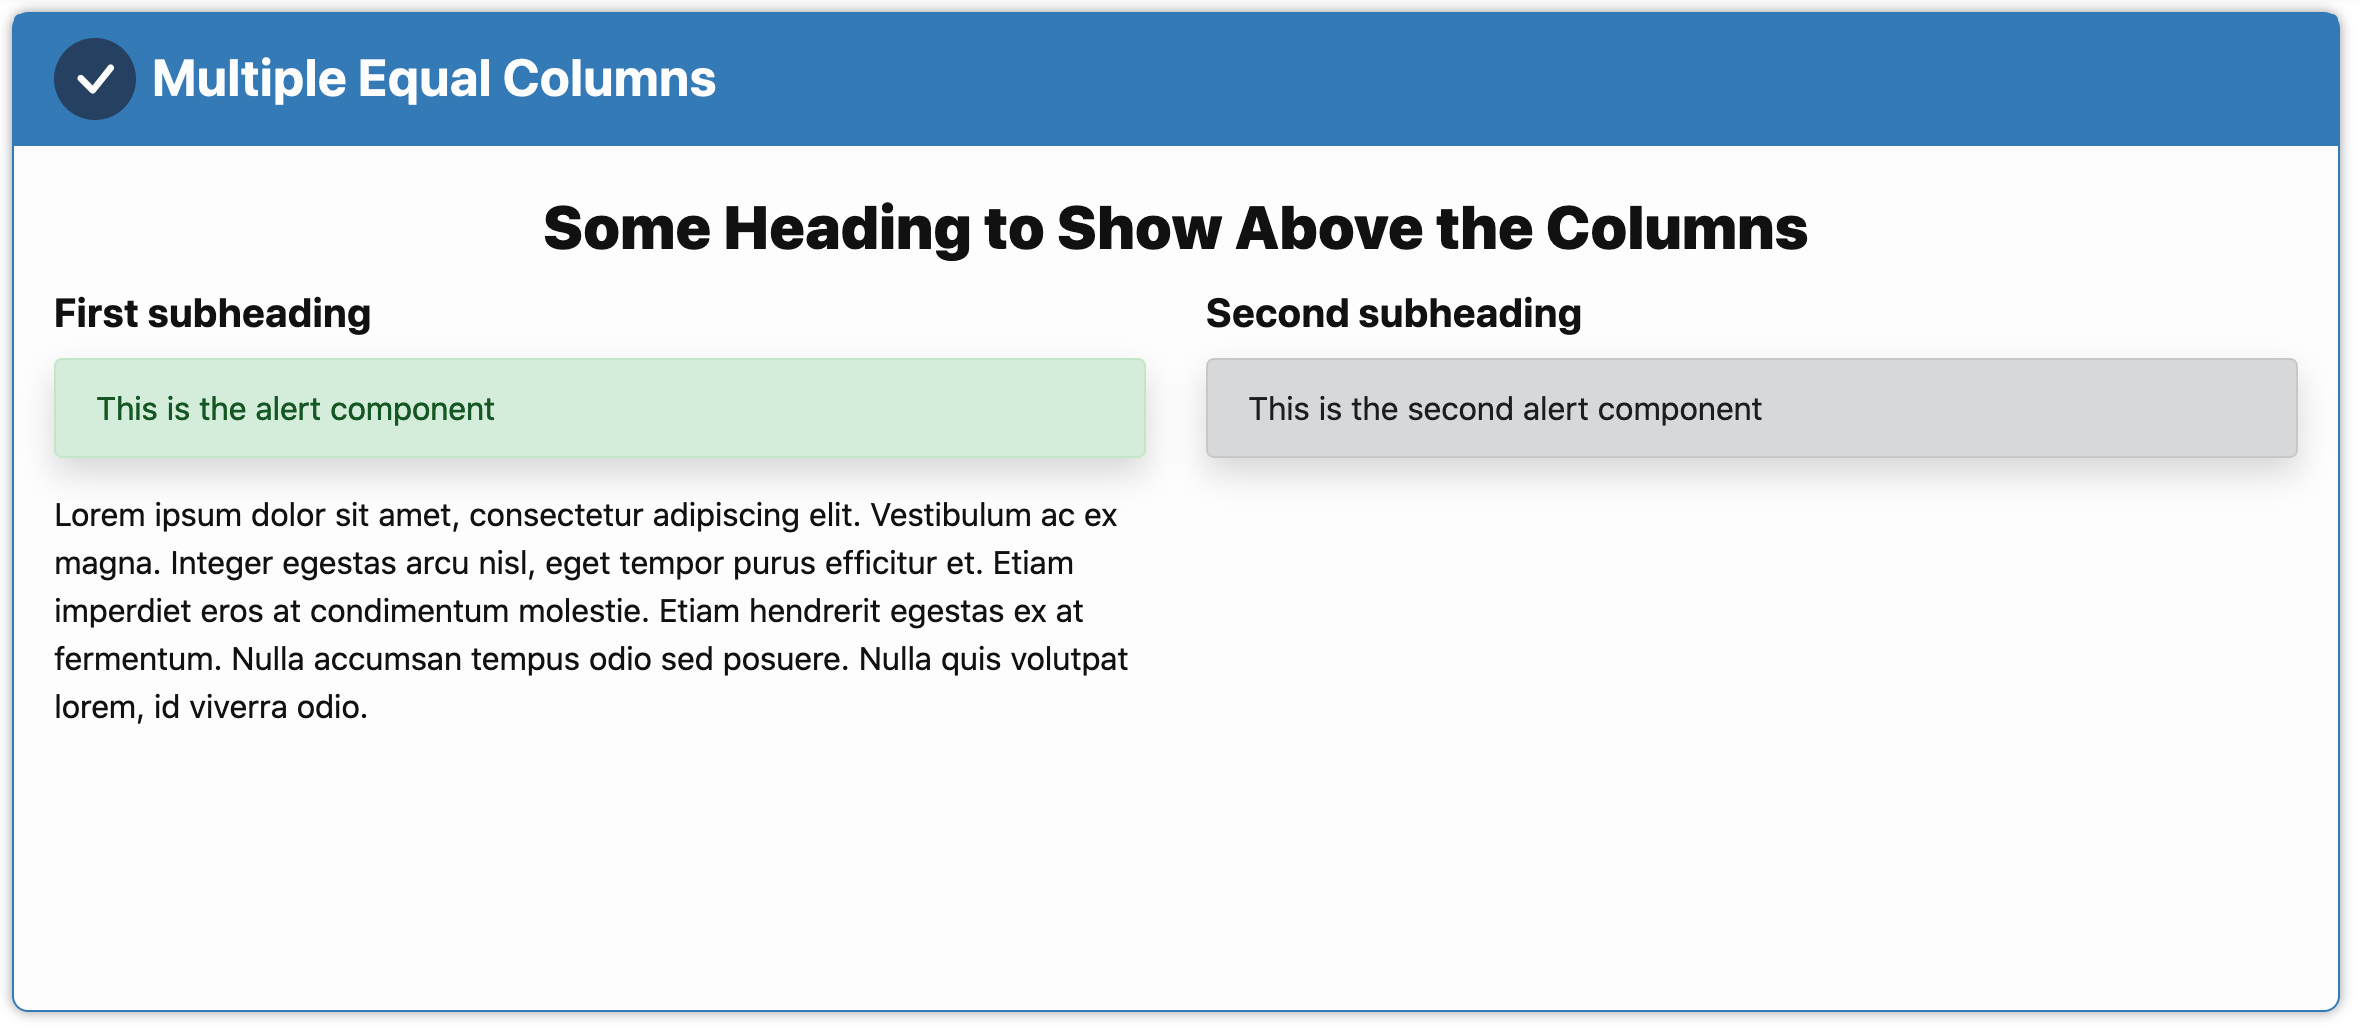 Multiple Equal Columns
Some Heading to Show Above the Columns
First subheading
This is the alert component
Lorem ipsum dolor sit amet, consectetur adipiscing elit. Vestibulum ac ex
magna. Integer egestas arcu nisl, eget tempor purus efficitur et. Etiam
imperdiet eros at condimentum molestie. Etiam hendrerit egestas ex at
fermentum. Nulla accumsan tempus odio sed posuere. Nulla quis volutpat
lorem, id viverra odio.
Second subheading
This is the second alert component